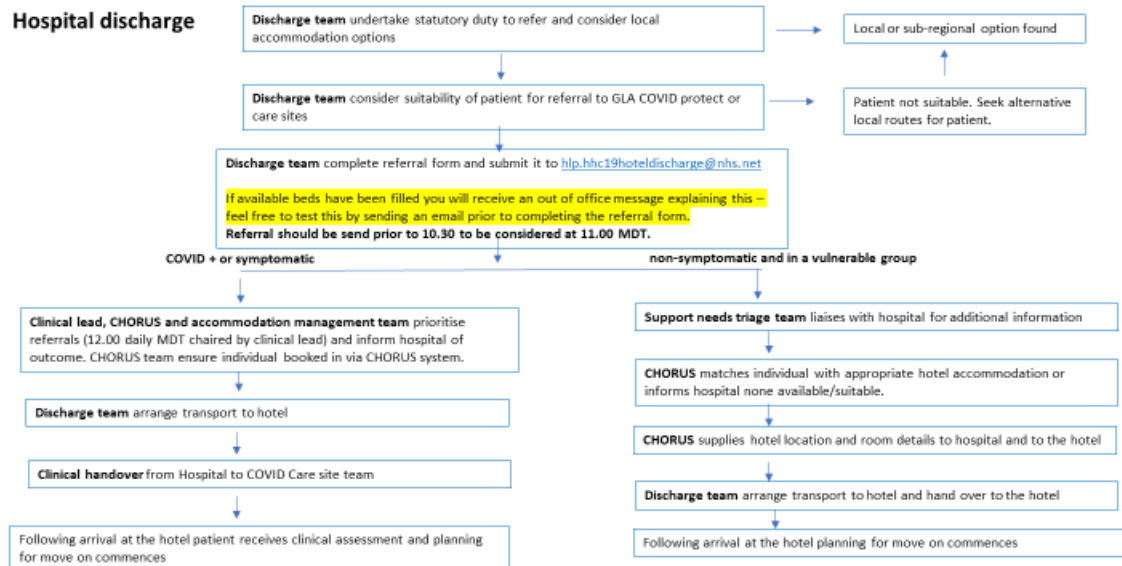 Hospital discharge
Discharge team undertake statutory duty to refer and consider local
accommodation options
Local or sub-regional option found
Discharge team consider suitability of patient for referral to GLA COVID protect or
care sites
Patient not suitable. Seek alternative
local routes for patient.
Discharge team complete referral form and submit it to hlp.hhc19hoteldischarge@nhs.net
If available beds have been filled you will receive an out of office message explaining this –
feel free to test this by sending an email prior to completing the referral form.
Referral should be send prior to 10.30 to be considered at 11.00 MDT.
COVID + or symptomatic
non-symptomatic and in a vulnerable group
Clinical lead, CHORUS and accommodation management team prioritise
referrals (12.00 daily MDT chaired by clinical lead) and inform hospital of
outcome. CHORUS team ensure individual booked in via CHORUS system.
Discharge team arrange transport to hotel
Clinical handover from Hospital to COVID Care site team
Following arrival at the hotel patient receives clinical assessment and planning
for move on commences
Support needs triage team liaises with hospital for additional information
CHORUS matches individual with appropriate hotel accommodation or
informs hospital none available/suitable.
CHORUS supplies hotel location and room details to hospital and to the hotel
Discharge team arrange transport to hotel and hand over to the hotel
Following arrival at the hotel planning for move on commences